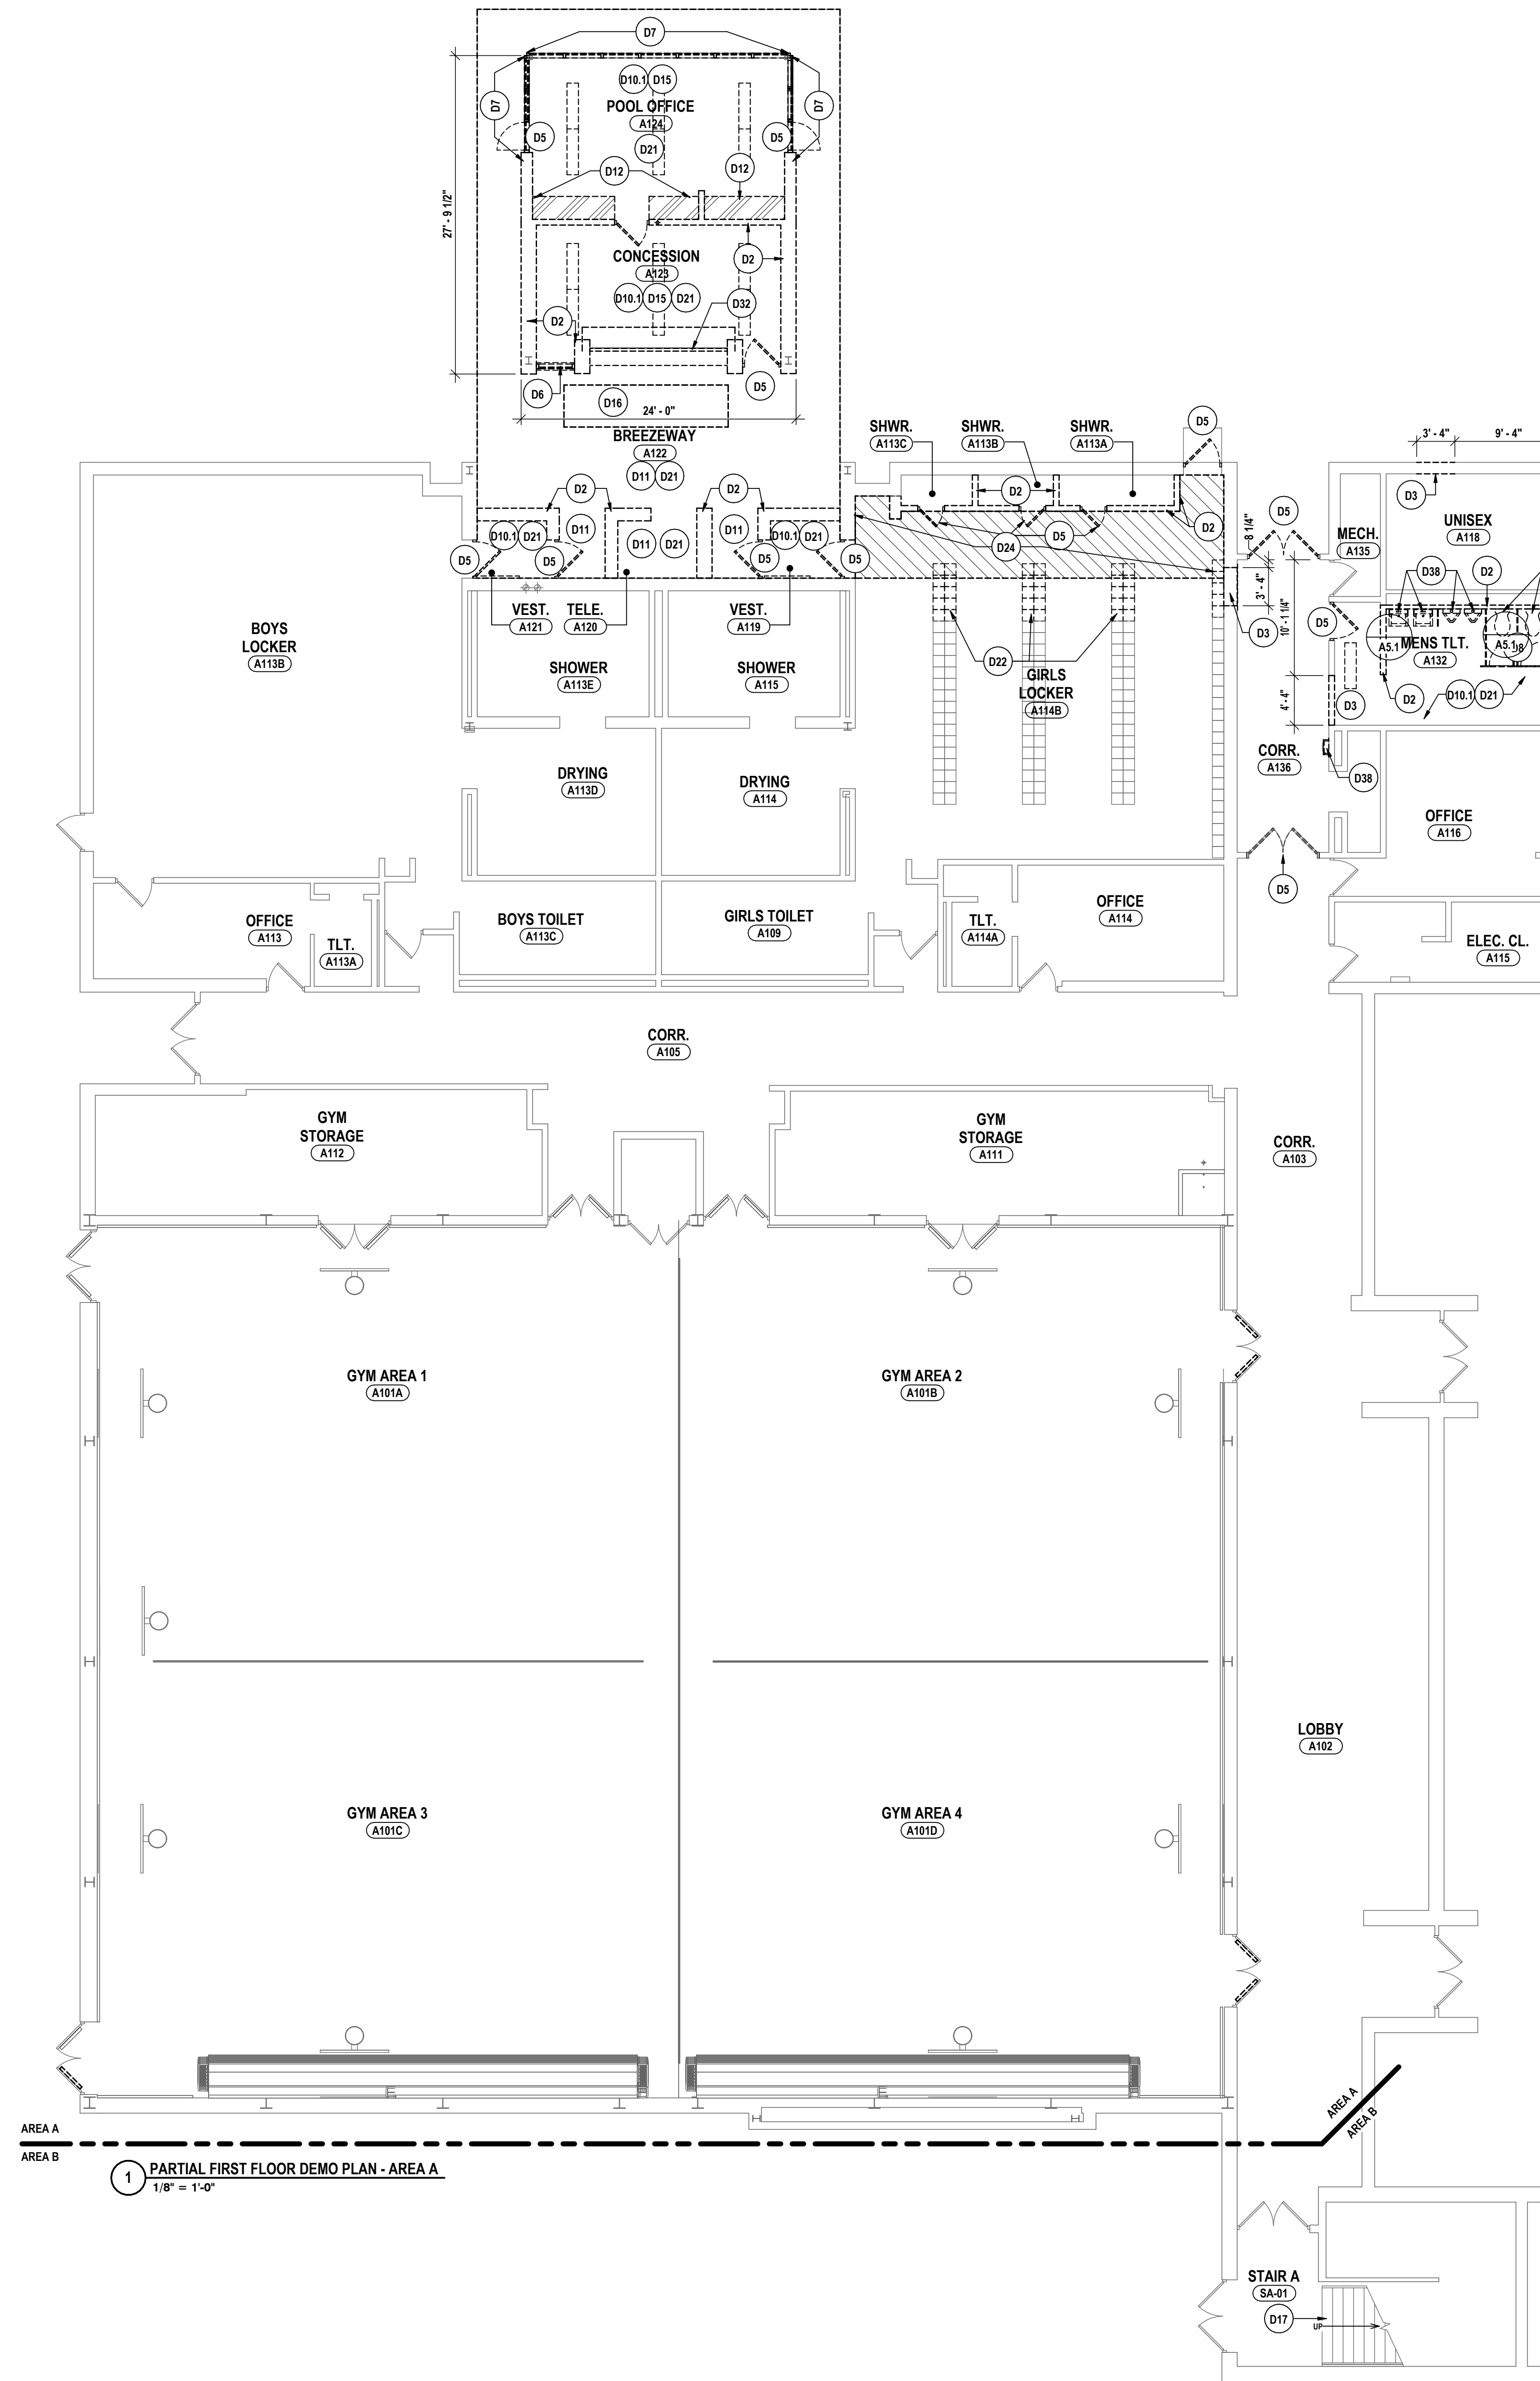 D7
D7
D7
D10.1 D15
POOL OFFICE
A124
D21
D5
D5
D12
D12
27' - 9 1/2"
CONCESSION
A123
D2
D10.1 D15 D21
D32
D2
D6
D5
D16
24' - 0"
BREEZEWAY
A122
D11 D21
D2
D2
D10.1 D21
D11
D11 D21
D11
D10.1 D21
D5
D5
D5
D5
VEST.
A121
TELE.
A120
VEST.
A119
SHWR.
A113C
SHWR.
A113B
SHWR.
A113A
D5
D2
D5
D24
D2
D22
D3
3' - 4"
8 1/4"
10' - 1 1/4"
4' - 4"
D5
MECH.
A135
3' - 4"
9' - 4"
D3
UNISEX
A118
D38
D2
D5
A5.1
A5.1
MENS TLT.
A132
D3
D2
D10.1 D21
D38
CORR.
A136
D5
OFFICE
A116
ELEC. CL.
A115
BOYS
LOCKER
A113B
SHOWER
A113E
SHOWER
A115
GIRLS
LOCKER
A114B
DRYING
A113D
DRYING
A114
OFFICE
A113
TLT.
A113A
BOYS TOILET
A113C
GIRLS TOILET
A109
TLT.
A114A
OFFICE
A114
CORR.
A105
GYM
STORAGE
A112
GYM
STORAGE
A111
CORR.
A103
GYM AREA 1
A101A
GYM AREA 2
A101B
LOBBY
A102
GYM AREA 3
A101C
GYM AREA 4
A101D
AREA A
AREA B
AREA A
AREA B
1 PARTIAL FIRST FLOOR DEMO PLAN - AREA A
1/8" = 1'-0"
STAIR A
SA-01
D17
UP